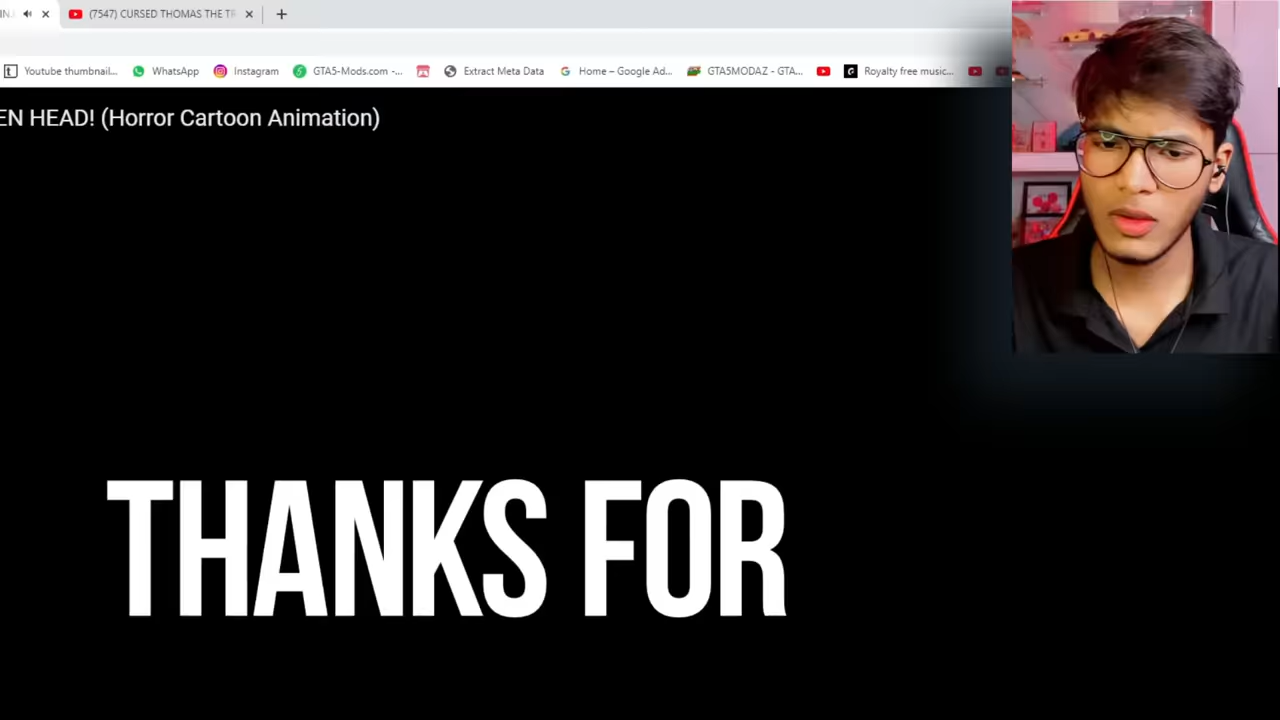 (7547) CURSED THOMAS THE TR
Youtube thumbnail... WhatsApp Instagram GTA5-Mods.com -... Extract Meta Data Home – Google Ad... GTA5MODAZ - GTA... Royalty free music...
EN HEAD! (Horror Cartoon Animation)
THANKS FOR